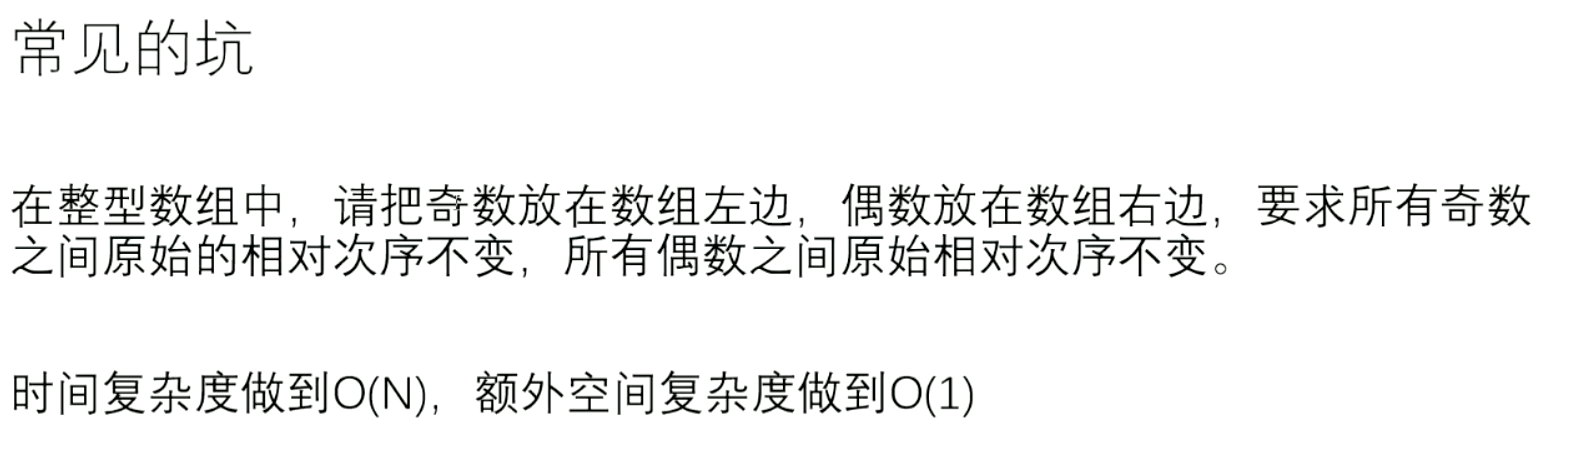 常见的坑
在整型数组中，请把奇数放在数组左边，偶数放在数组右边，要求所有奇数
之间原始的相对次序不变，所有偶数之间原始相对次序不变。
时间复杂度做到O(N)，额外空间复杂度做到O(1)